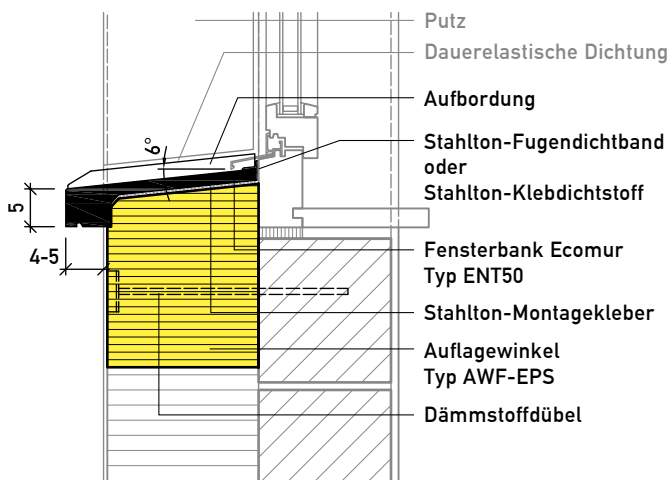 Putz
Dauerelastische Dichtung
Aufbordung
6°
Stahlton-Fugendichtband
oder
Stahlton-Klebdichtstoff
5
4-5
Fensterbank Ecomur
Typ ENT50
Stahlton-Montagekleber
Auflagewinkel
Typ AWF-EPS
Dämmstoffdübel